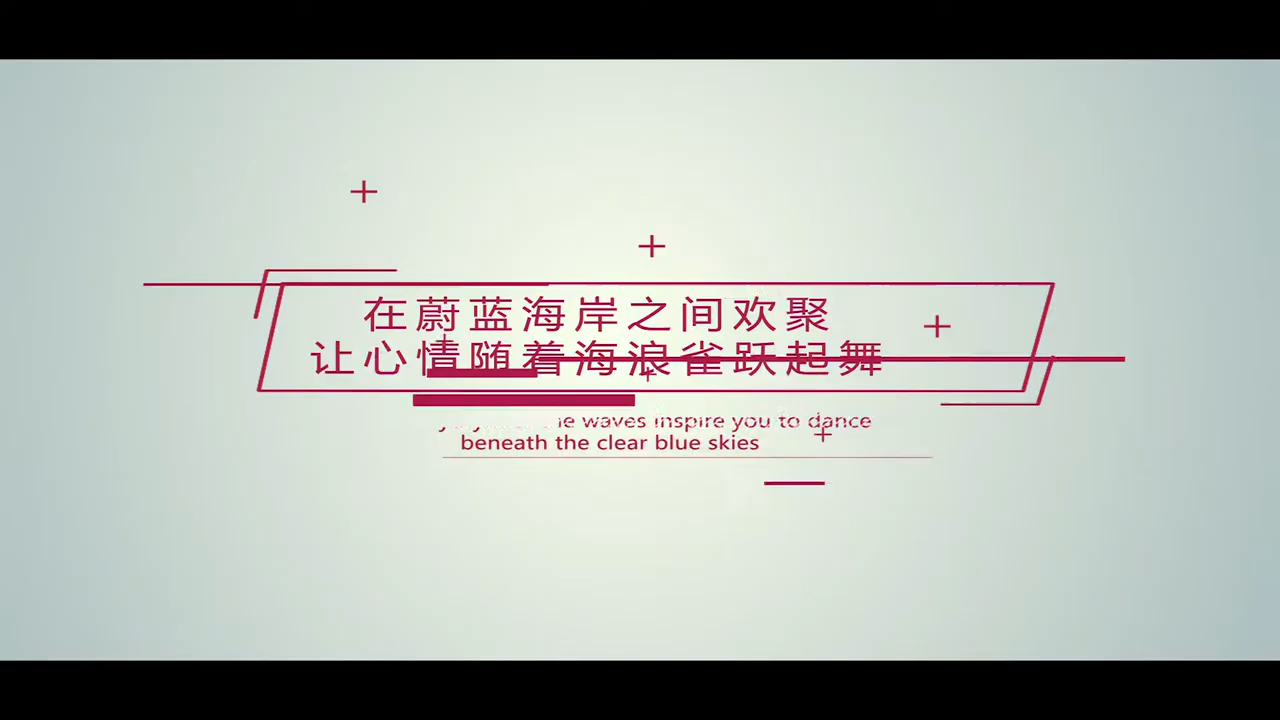 在蔚蓝海岸之间欢聚
让心情随着海浪雀跃起舞
waves inspire you to dance
beneath the clear blue skies